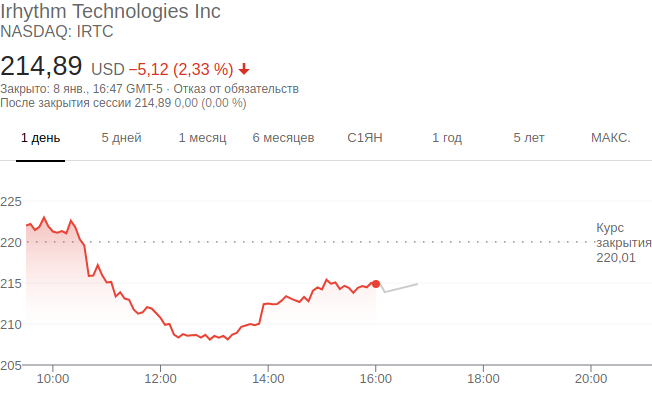 Irhythm Technologies Inc
NASDAQ: IRTC
214,89 USD −5,12 (2,33 %)
Закрыто: 8 янв., 16:47 GMT-5 · Отказ от обязательств
После закрытия сессии 214,89 0,00 (0,00 %)
1 день 5 дней 1 месяц 6 месяцев С1ЯН 1 год 5 лет МАКС.
225
220
215
210
205
Курс
закрытия
220,01
10:00 12:00 14:00 16:00 18:00 20:00